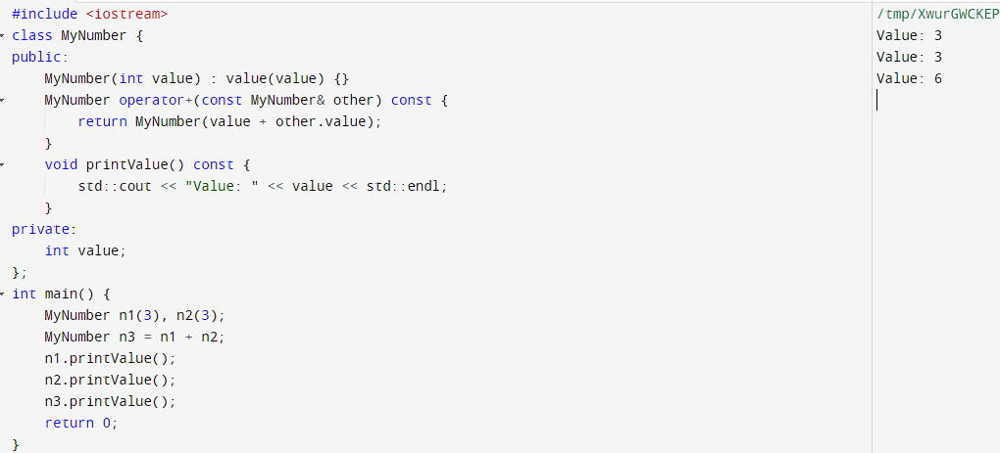 #include <iostream>
class MyNumber {
public:
    MyNumber(int value) : value(value) {}
    MyNumber operator+(const MyNumber& other) const {
        return MyNumber(value + other.value);
    }
    void printValue() const {
        std::cout << "Value: " << value << std::endl;
    }
private:
    int value;
};
int main() {
    MyNumber n1(3), n2(3);
    MyNumber n3 = n1 + n2;
    n1.printValue();
    n2.printValue();
    n3.printValue();
    return 0;
}
/tmp/XwurGWCKEP
Value: 3
Value: 3
Value: 6